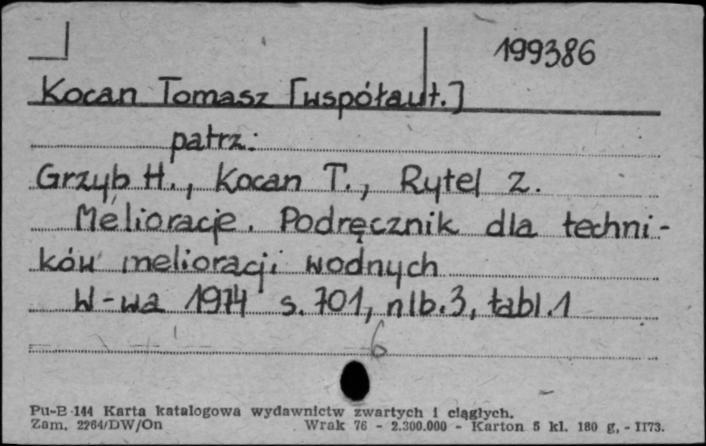 199386
Kocan Tomasz [współaut.]
patrz:
Grzyb H., Kocan T., Rytel Z.
Melioracje. Podręcznik dla techni-
ków melioracji wodnych
W-wa 1974 s. 701, nlb. 3, tabl. 1
6
Pu-B-144 Karta katalogowa wydawnictw zwartych i ciągłych.
Zam. 2264/DW/On Wrak 76 - 2.300.000 - Karton 5 kl. 180 g, - II73.